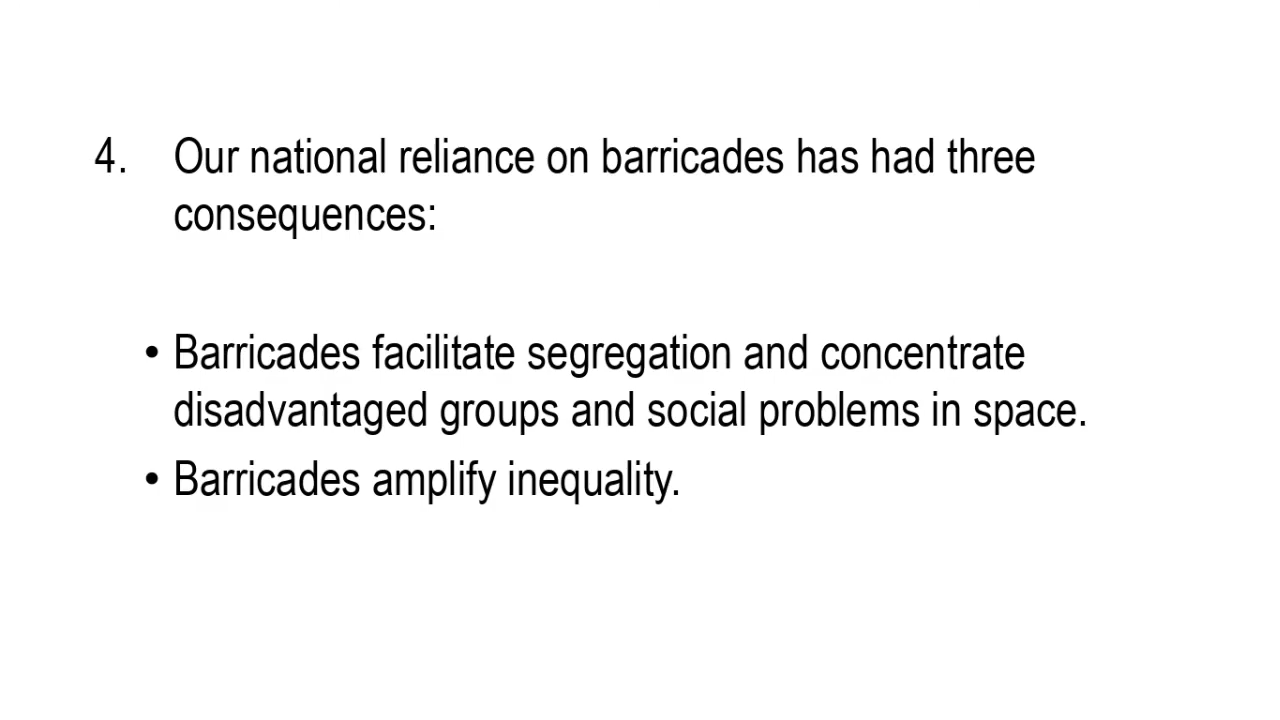 4. Our national reliance on barricades has had three
consequences:
• Barricades facilitate segregation and concentrate
disadvantaged groups and social problems in space.
• Barricades amplify inequality.